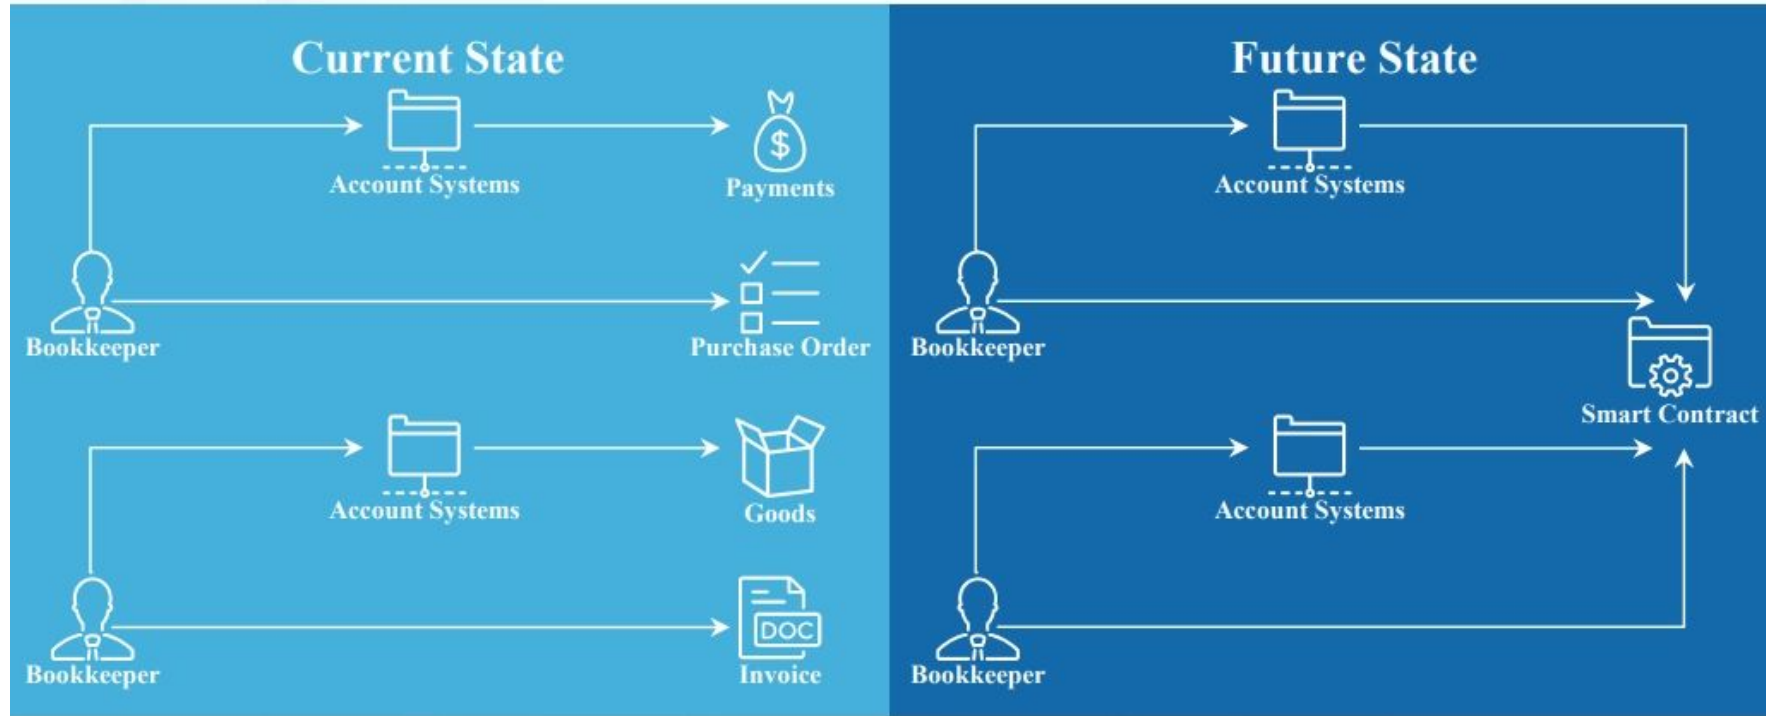 Current State
Account Systems
$
Payments
Bookkeeper
Purchase Order
Account Systems
Goods
DOC
Bookkeeper
Invoice
Future State
Account Systems
Bookkeeper
Smart Contract
Account Systems
Bookkeeper